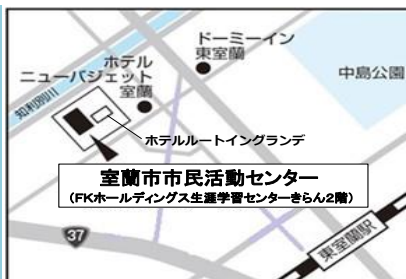 ドーミーイン
東室蘭
ホテル
ニューバジェット
室蘭
中島公園
知利別川
ホテルルートイングランデ
室蘭市市民活動センター
(FKホールディングス生涯学習センターきらん2階)
37
東室蘭駅